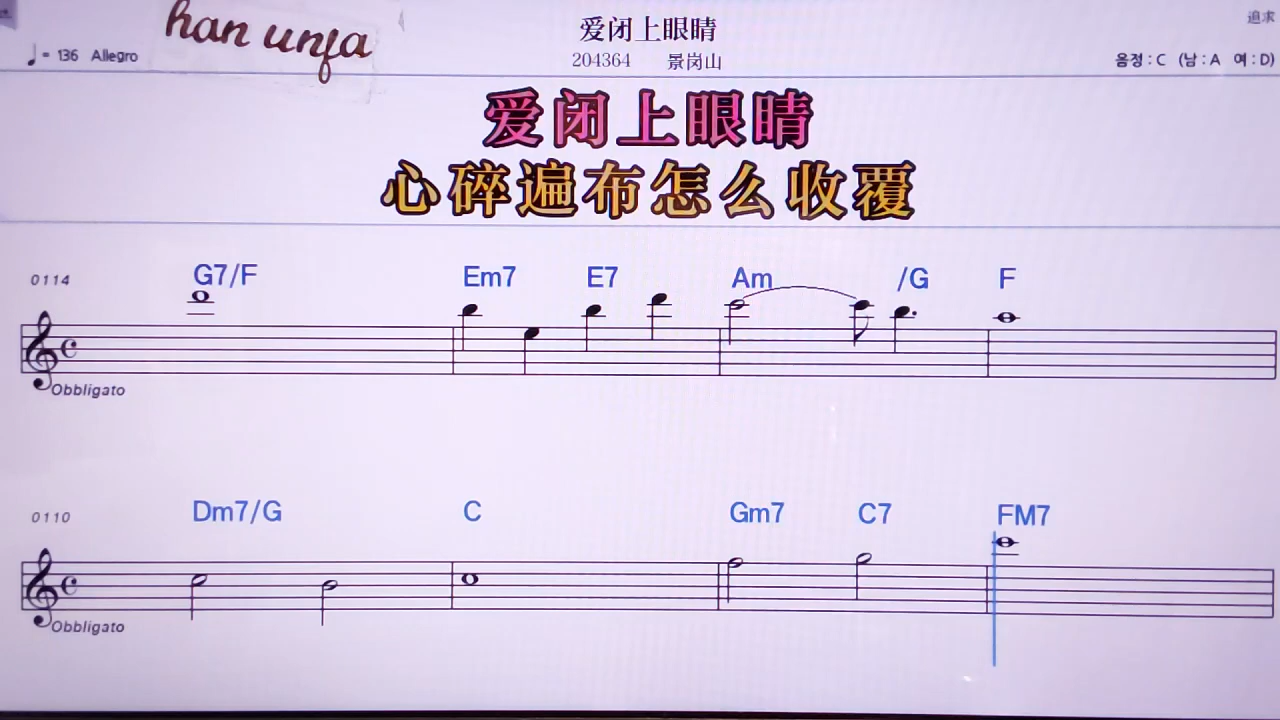 han unfa
爱闭上眼睛
追求
♩= 136 Allegro
204364 景岗山
음정 : C (남 : A 여 : D)
爱闭上眼睛
心碎遍布怎么收覆
0114
G7/F Em7 E7 Am /G F
Obbligato
0110
Dm7/G C Gm7 C7 FM7
Obbligato